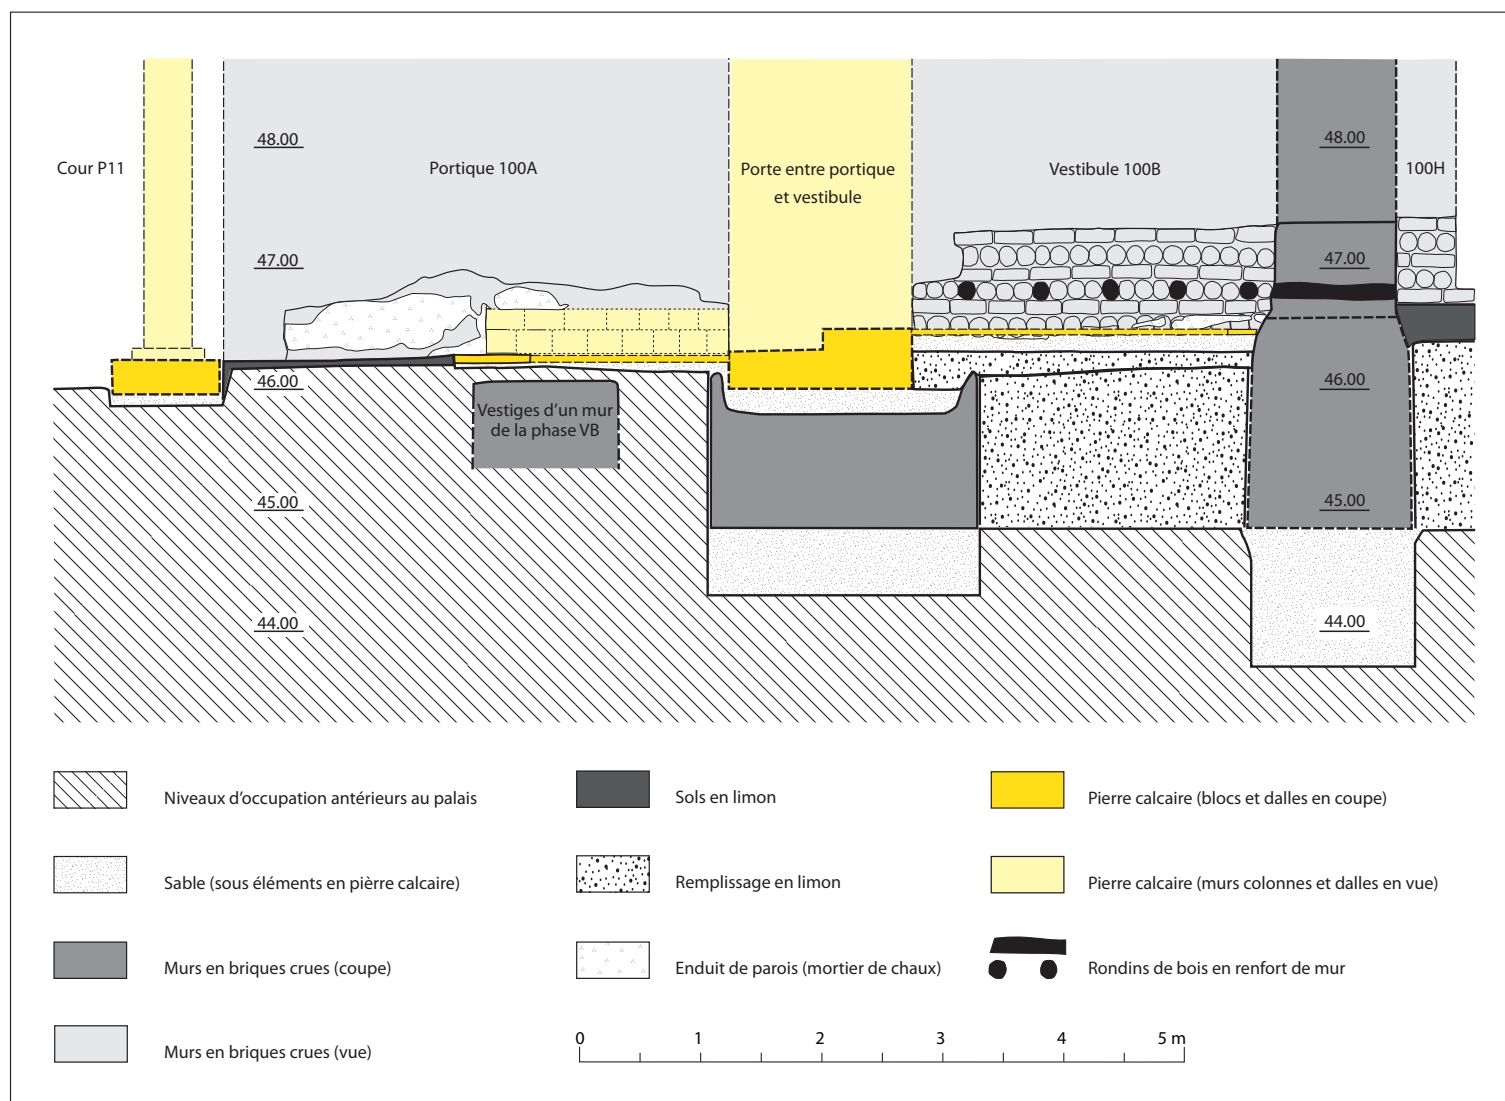 48.00
48.00
Cour P11
Portique 100A
Porte entre portique
et vestibule
Vestibule 100B
100H
47.00
47.00
46.00
46.00
Vestiges d’un mur
de la phase VB
45.00
45.00
44.00
44.00
Niveaux d’occupation antérieurs au palais
Sols en limon
Pierre calcaire (blocs et dalles en coupe)
Sable (sous éléments en pièrre calcaire)
Remplissage en limon
Pierre calcaire (murs colonnes et dalles en vue)
Murs en briques crues (coupe)
Enduit de parois (mortier de chaux)
Rondins de bois en renfort de mur
Murs en briques crues (vue)
0 1 2 3 4 5 m